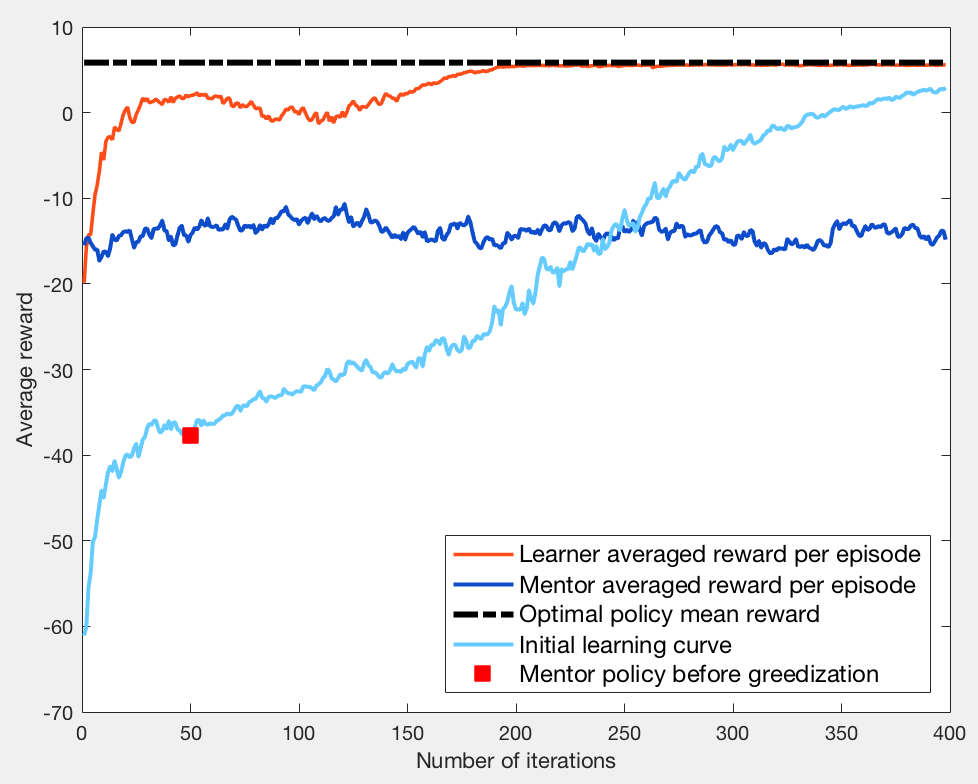 10
0
-10
-20
-30
-40
-50
-60
-70
Average reward
0 50 100 150 200 250 300 350 400
Number of iterations
Learner averaged reward per episode
Mentor averaged reward per episode
Optimal policy mean reward
Initial learning curve
Mentor policy before greedization